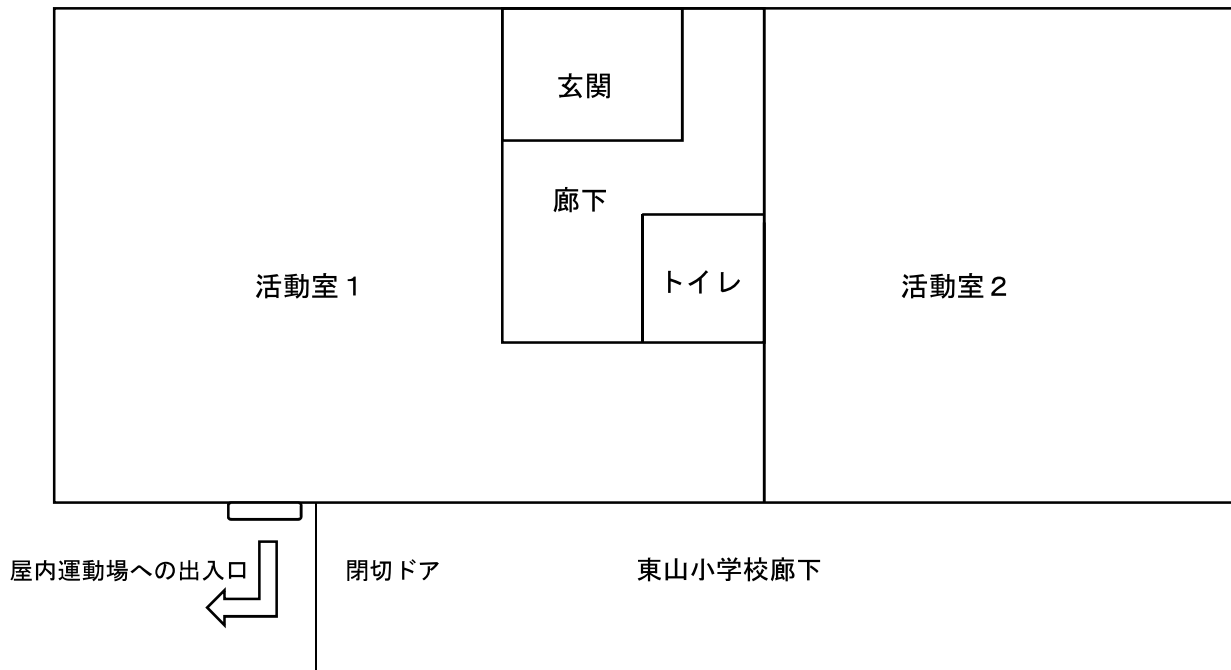 玄関
廊下
トイレ
活動室１
活動室２
屋内運動場への出入口
閉切ドア
東山小学校廊下